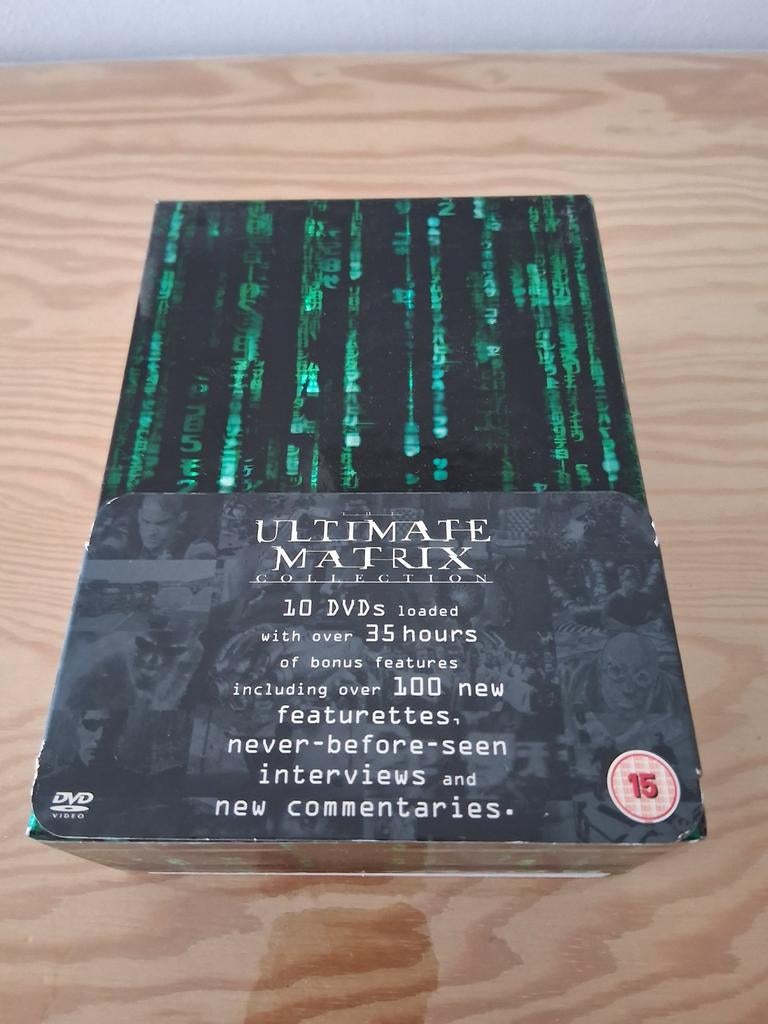 THE
ULTIMATE
MATRIX
COLLECTION
10 DVDs loaded
with over 35 hours
of bonus features
including over 100 new
featurettes,
never-before-seen
interviews and
new commentaries.
DVD
VIDEO
15